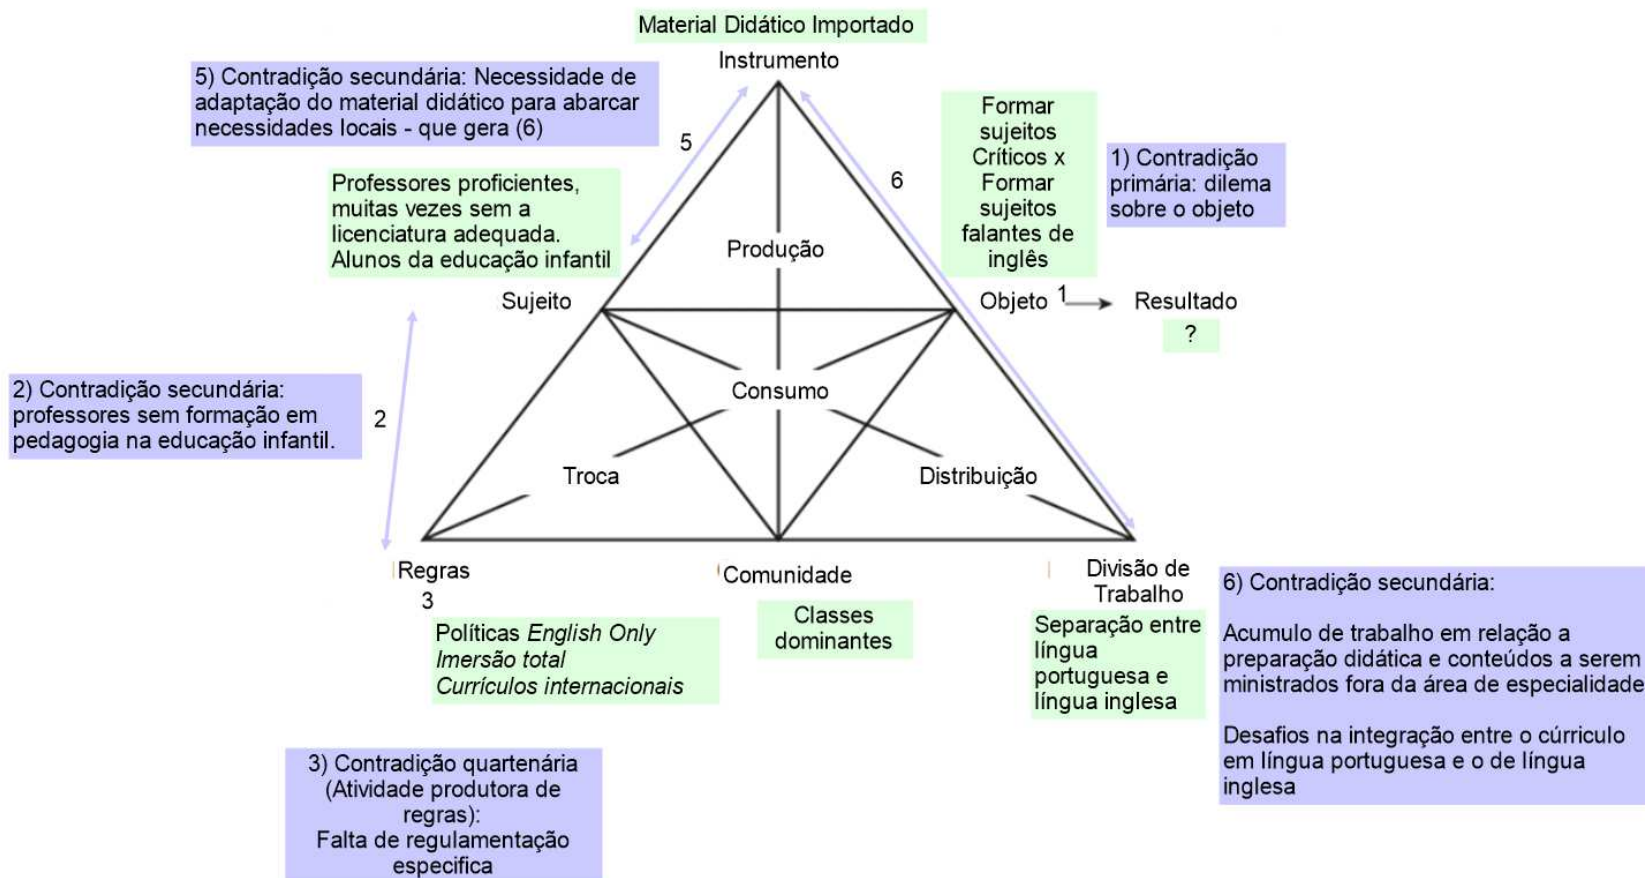 Material Didático Importado
Instrumento
5) Contradição secundária: Necessidade de
adaptação do material didático para abarcar
necessidades locais - que gera (6)
5
6
Formar
sujeitos
Críticos x
Formar
sujeitos
falantes de
inglês
1) Contradição
primária: dilema
sobre o objeto
Professores proficientes,
muitas vezes sem a
licenciatura adequada.
Alunos da educação infantil
Produção
Sujeito
Objeto
1
Resultado
?
2) Contradição secundária:
professores sem formação em
pedagogia na educação infantil.
2
Consumo
Troca
Distribuição
Regras
3
Comunidade
Divisão de
Trabalho
Políticas English Only
Imersão total
Currículos internacionais
Classes
dominantes
Separação entre
língua
portuguesa e
língua inglesa
6) Contradição secundária:
Acumulo de trabalho em relação a
preparação didática e conteúdos a serem
ministrados fora da área de especialidade
Desafios na integração entre o cúrriculo
em língua portuguesa e o de língua
inglesa
3) Contradição quartenária
(Atividade produtora de
regras):
Falta de regulamentação
especifica